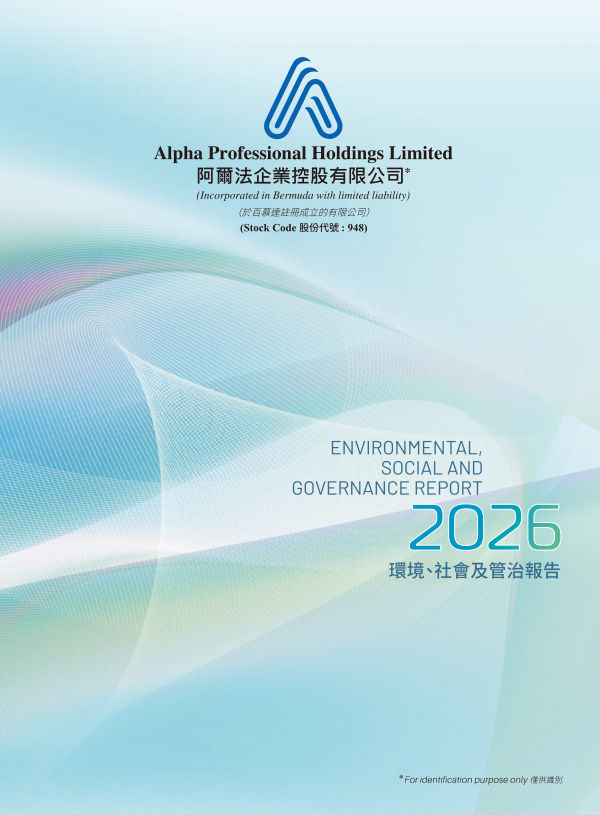 Alpha Professional Holdings Limited
阿爾法企業控股有限公司*
(Incorporated in Bermuda with limited liability)
（於百慕達註冊成立的有限公司）
(Stock Code 股份代號 : 948)
ENVIRONMENTAL,
SOCIAL AND
GOVERNANCE REPORT
2026
環境、社會及管治報告
* For identification purpose only 僅供識別